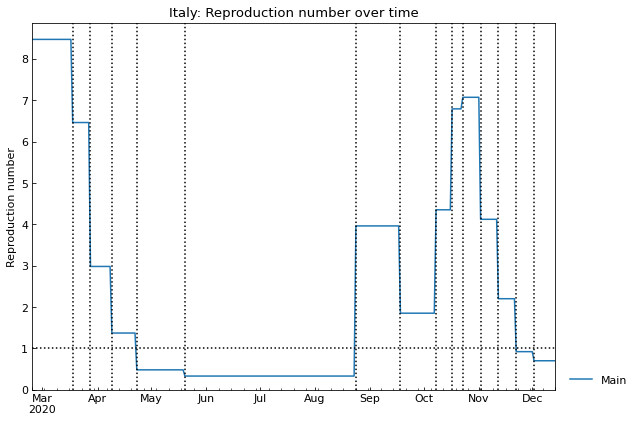 Italy: Reproduction number over time
Reproduction number
8
7
6
5
4
3
2
1
0
Mar Apr May Jun Jul Aug Sep Oct Nov Dec
2020
Main